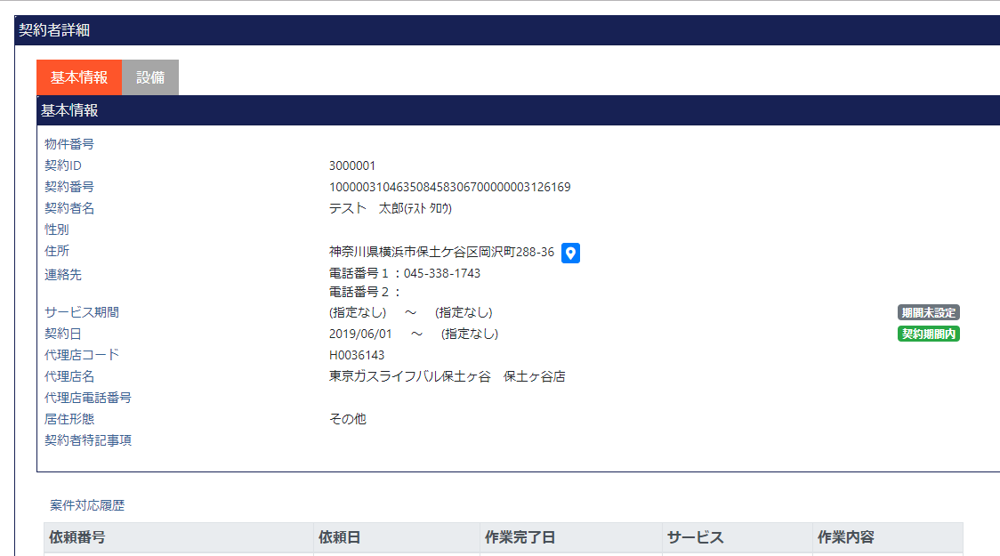 契約者詳細
基本情報 設備
基本情報
物件番号
契約ID 3000001
契約番号 10000031046350845830670000000312​6169
契約者名 テスト　太郎(ﾃｽﾄ ﾀﾛｳ)
性別
住所 神奈川県横浜市保土ケ谷区岡沢町288-36
連絡先 電話番号１：045-338-1743
電話番号２：
サービス期間 (指定なし)　～　(指定なし) 期間未設定
契約日 2019/06/01　～　(指定なし) 契約期間内
代理店コード H0036143
代理店名 東京ガスライフバル保土ヶ谷　保土ヶ谷店
代理店電話番号
居住形態 その他
契約者特記事項
案件対応履歴
依頼番号 依頼日 作業完了日 サービス 作業内容